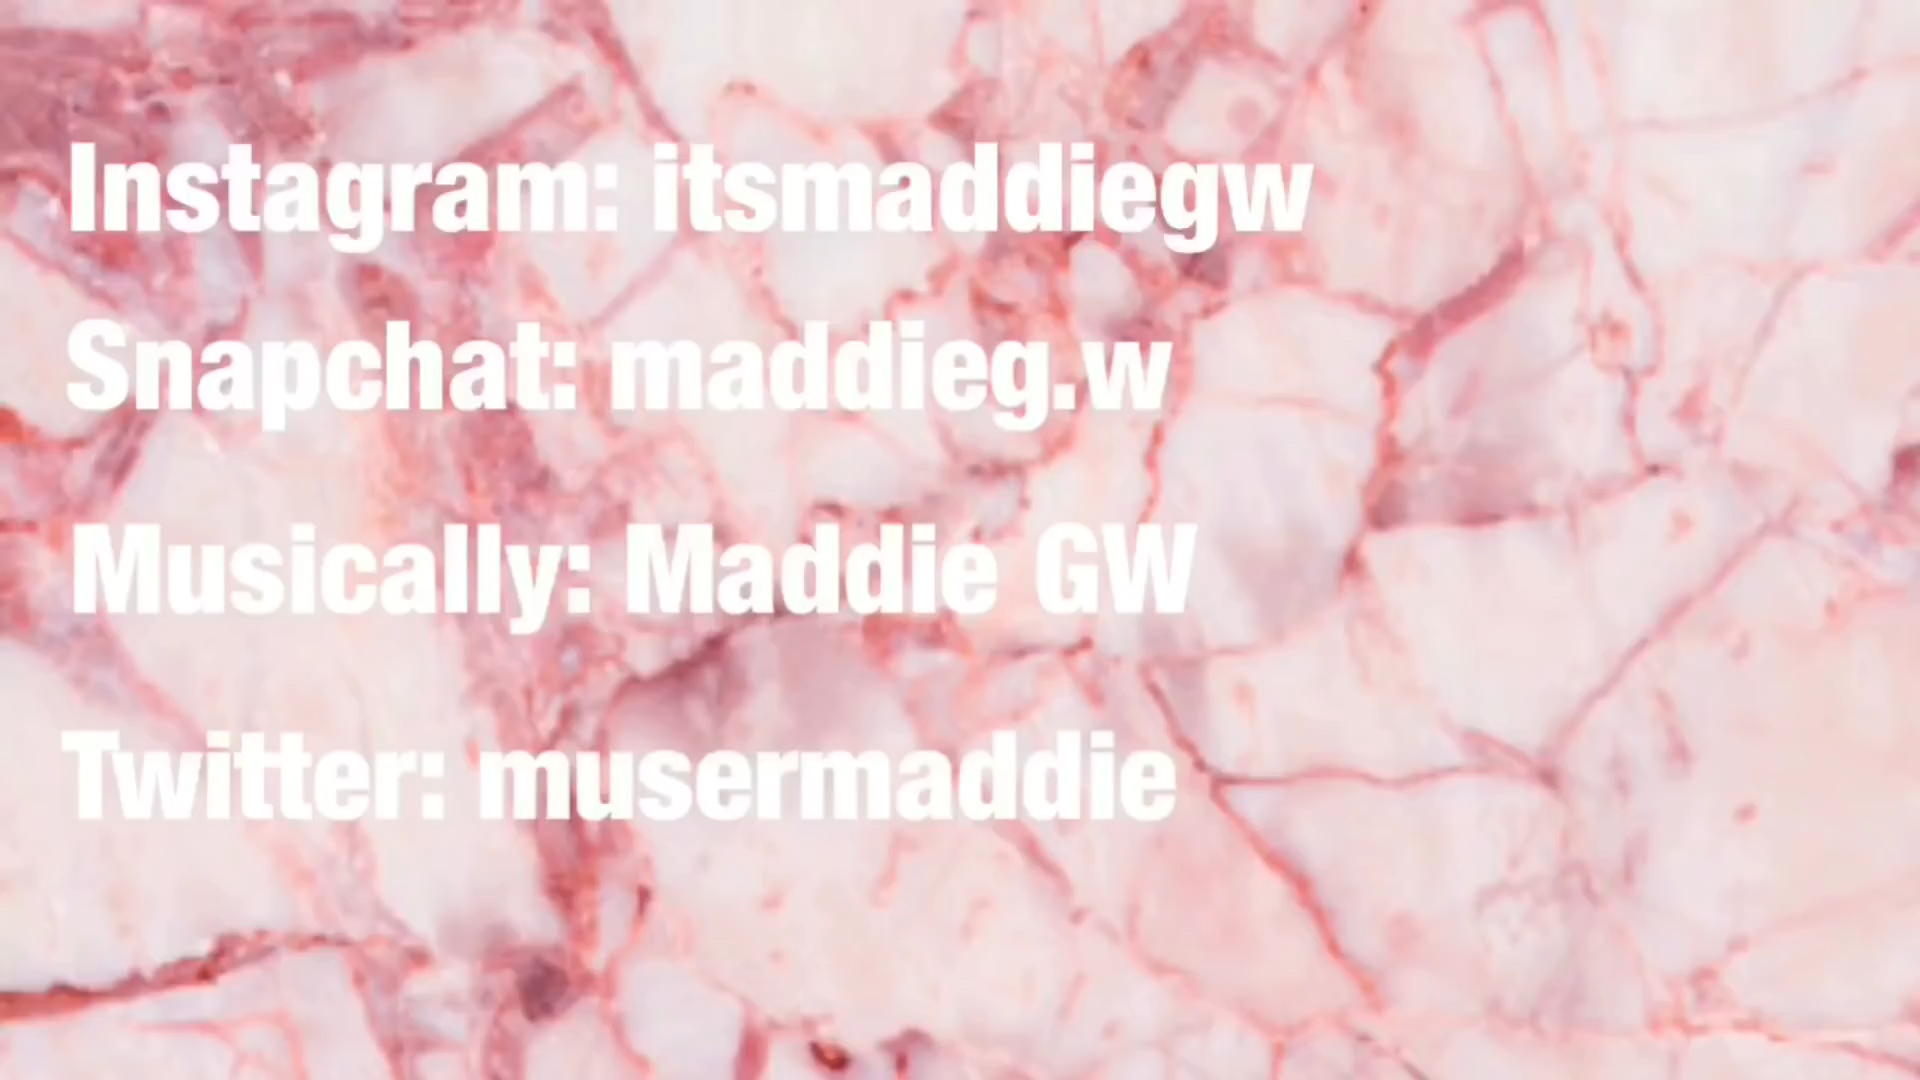 Instagram: itsmaddiegw
Snapchat: maddieg.w
Musically: Maddie GW
Twitter: musermaddie